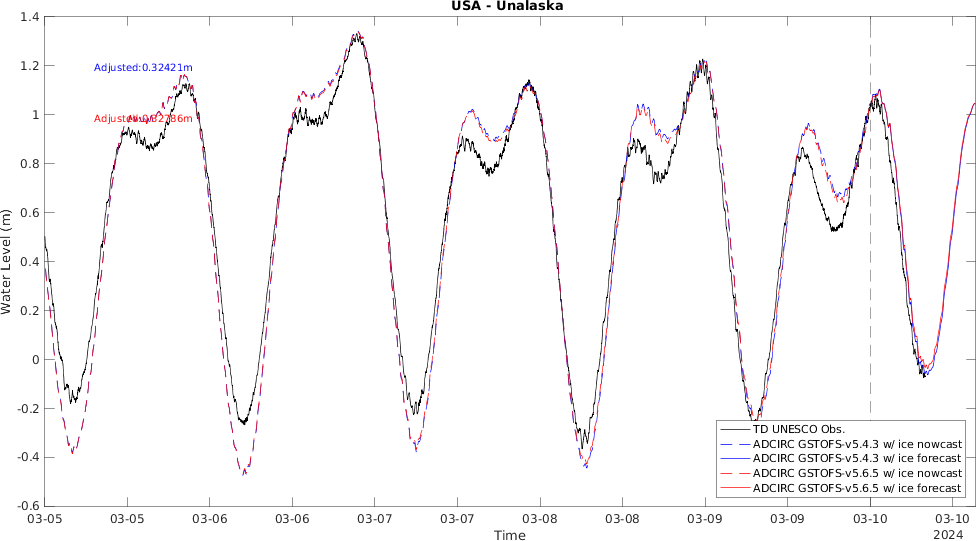 USA - Unalaska
1.4
1.2
1
0.8
0.6
0.4
0.2
0
-0.2
-0.4
-0.6
Water Level (m)
Adjusted:0.32421m
03-05 03-05 03-06 03-06 03-07 03-07 03-08 03-08 03-09 03-09 03-10 03-10
Time
2024
TD UNESCO Obs.
ADCIRC GSTOFS-v5.4.3 w/ ice nowcast
ADCIRC GSTOFS-v5.4.3 w/ ice forecast
ADCIRC GSTOFS-v5.6.5 w/ ice nowcast
ADCIRC GSTOFS-v5.6.5 w/ ice forecast